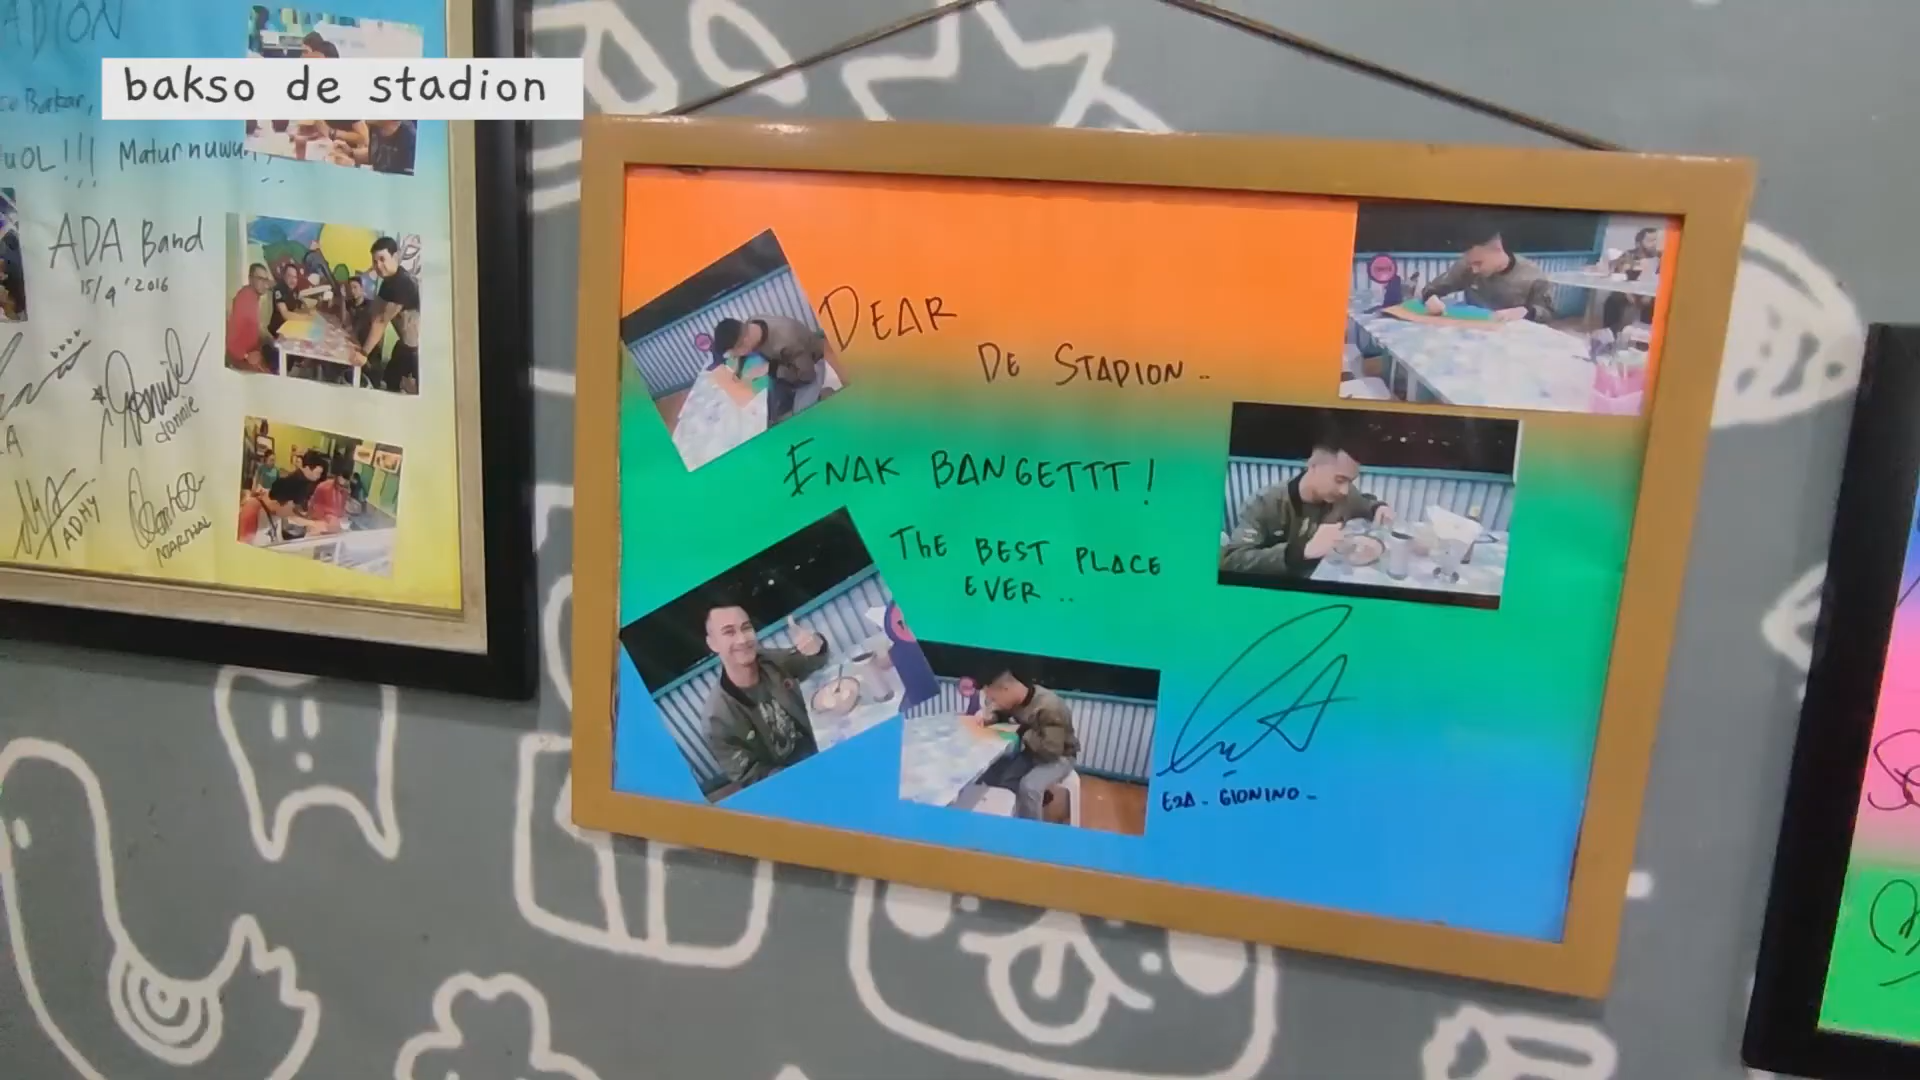 bakso de stadion
Bakar,
Maturnuwun
ADA Band
15/9'2016
donnie
ADHY
MARSHAL
DEAR
DE STADION ..
ENAK BANGETTT!
THE BEST PLACE
EVER ..
EZA - GIONINO -